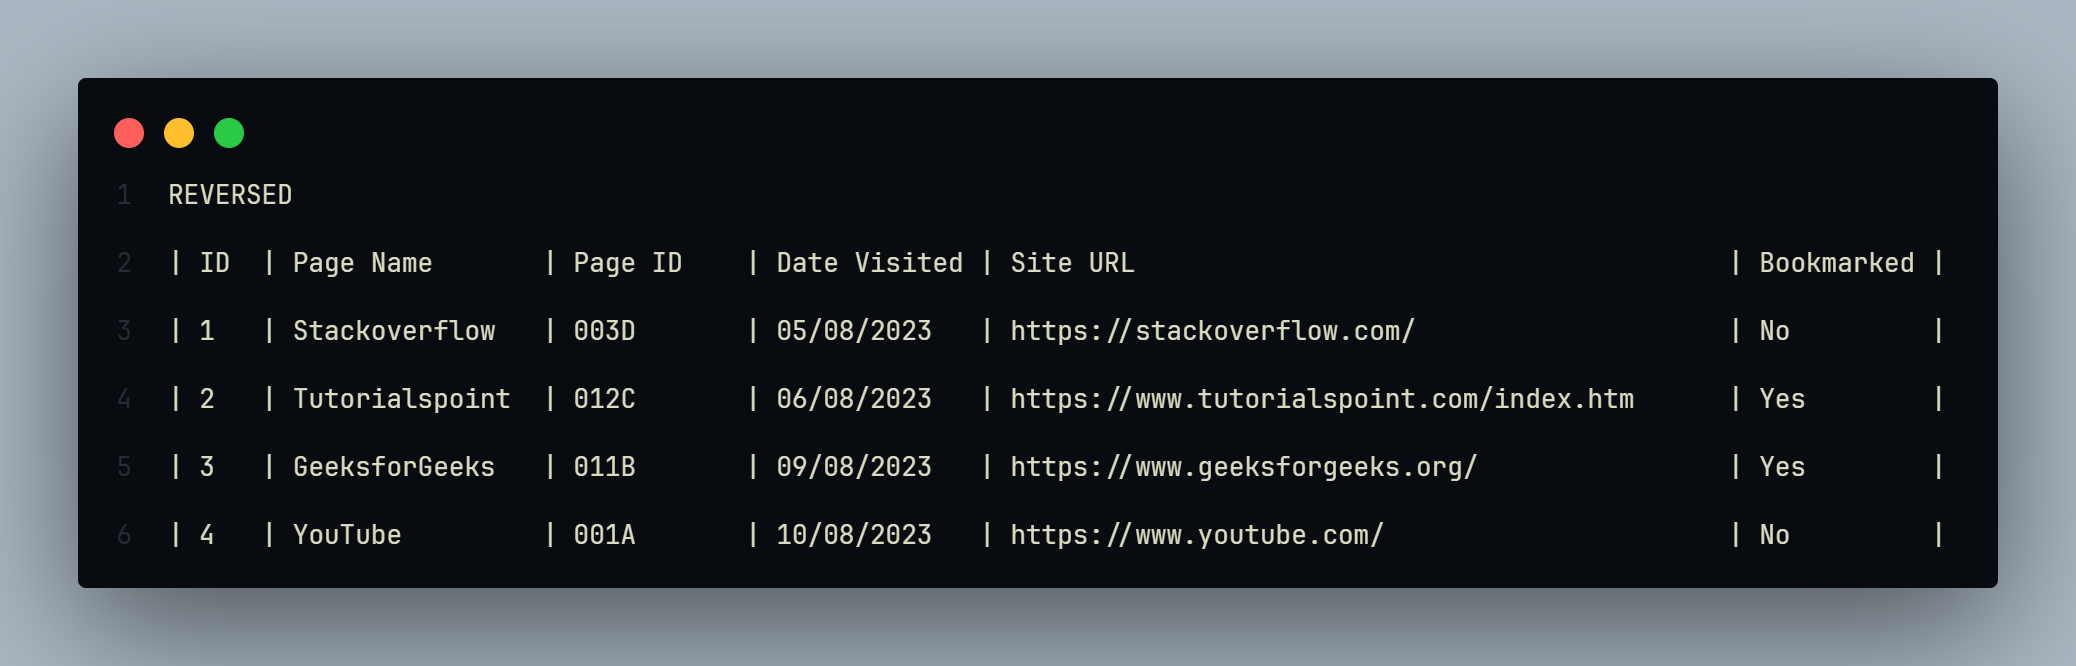 1 REVERSED
2 | ID | Page Name | Page ID | Date Visited | Site URL | Bookmarked |
3 | 1 | Stackoverflow | 003D | 05/08/2023 | https://stackoverflow.com/ | No |
4 | 2 | Tutorialspoint | 012C | 06/08/2023 | https://www.tutorialspoint.com/index.htm | Yes |
5 | 3 | GeeksforGeeks | 011B | 09/08/2023 | https://www.geeksforgeeks.org/ | Yes |
6 | 4 | YouTube | 001A | 10/08/2023 | https://www.youtube.com/ | No |